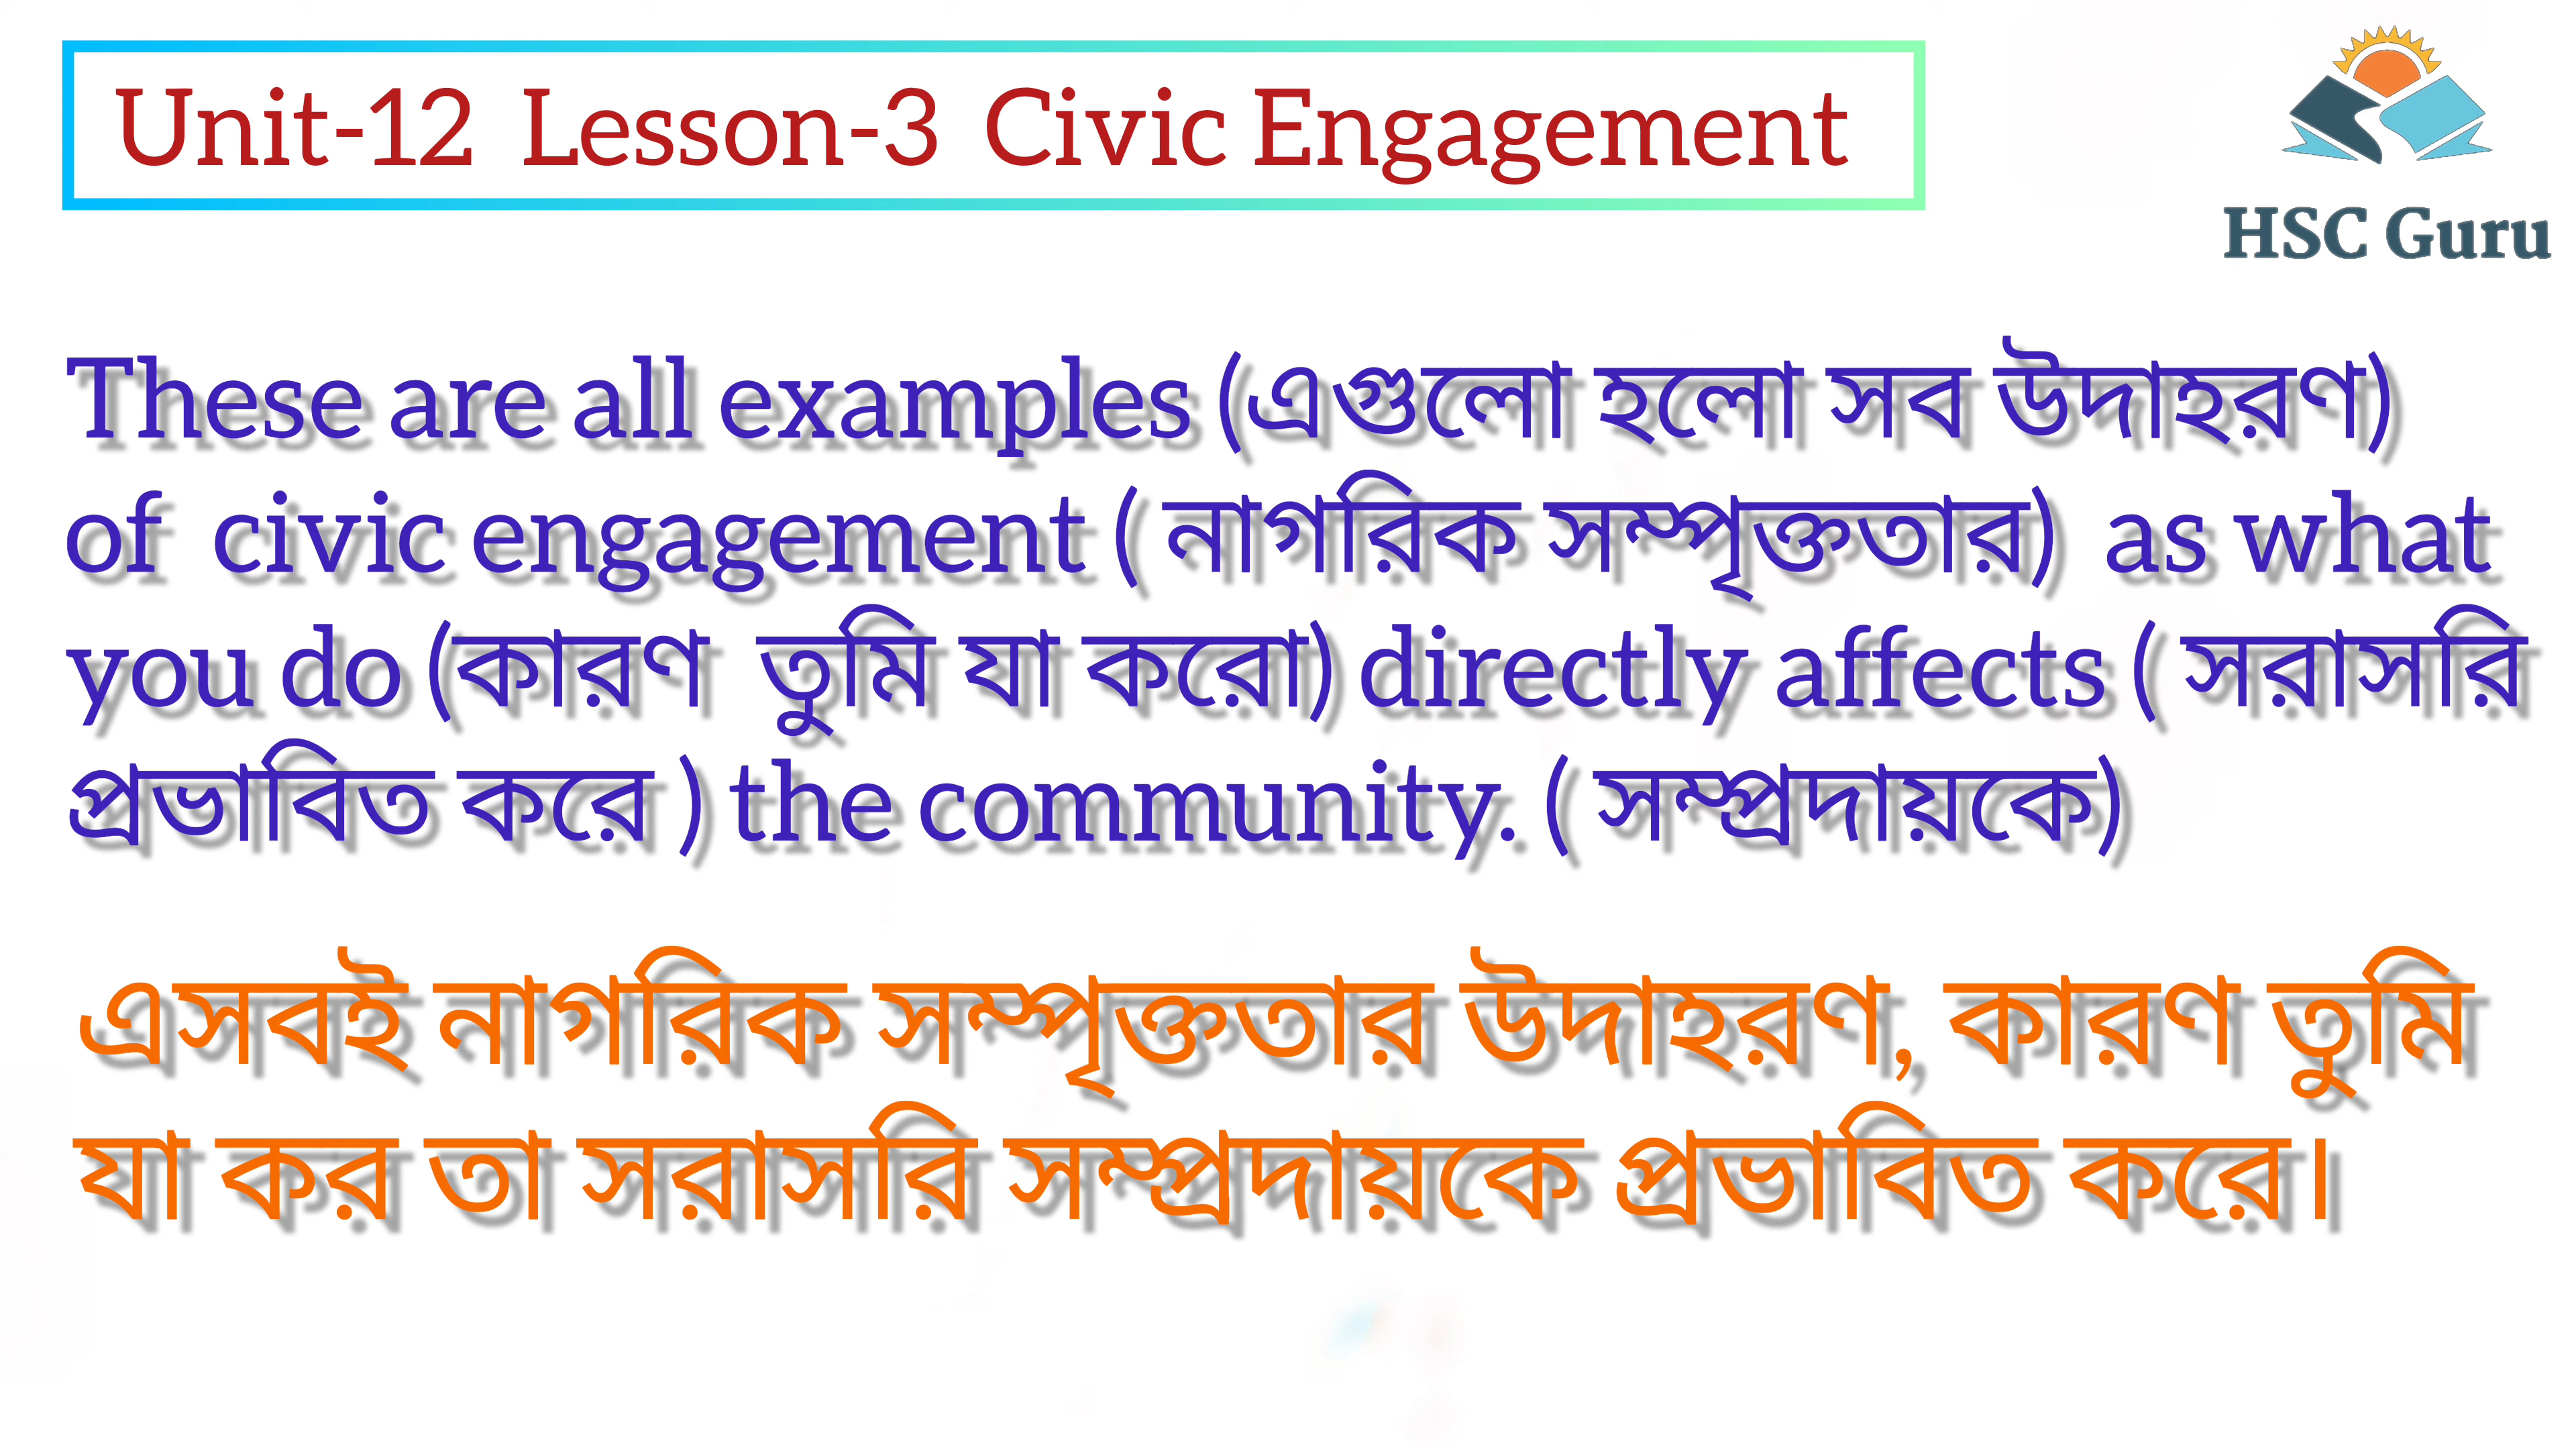 Unit-12 Lesson-3 Civic Engagement
HSC Guru
These are all examples (এগুলো হলো সব উদাহরণ)
of civic engagement ( নাগরিক সম্পৃক্ততার) as what
you do (কারণ তুমি যা করো) directly affects ( সরাসরি
প্রভাবিত করে ) the community. ( সম্প্রদায়কে)
এসবই নাগরিক সম্পৃক্ততার উদাহরণ, কারণ তুমি
যা কর তা সরাসরি সম্প্রদায়কে প্রভাবিত করে।